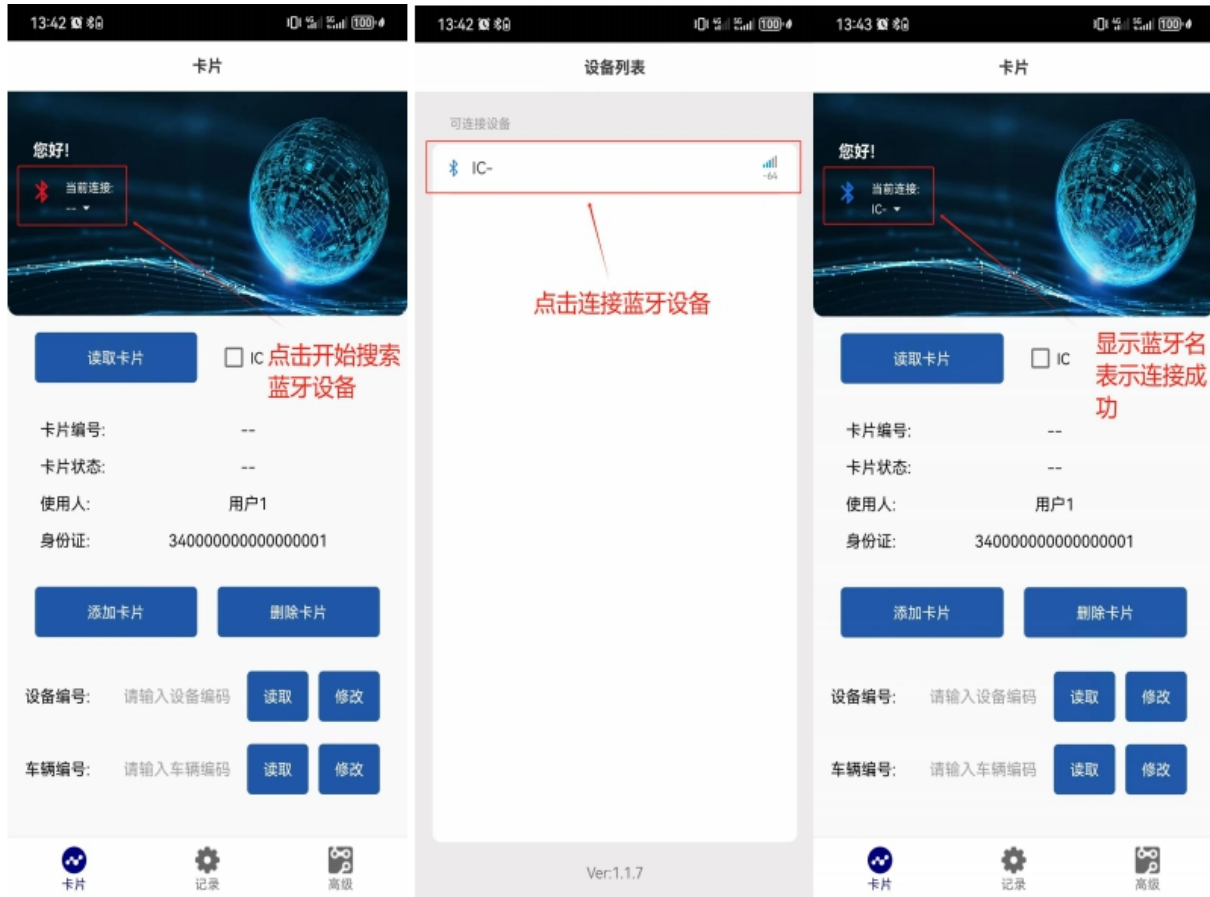 13:42
100
卡片
您好!
当前连接:
--
点击开始搜索
蓝牙设备
读取卡片
IC
卡片编号:
--
卡片状态:
--
使用人:
用户1
身份证:
340000000000000001
添加卡片
删除卡片
设备编号:
请输入设备编码
读取
修改
车辆编号:
请输入车辆编码
读取
修改
卡片
记录
高级
13:42
100
设备列表
可连接设备
IC-
-64
点击连接蓝牙设备
Ver:1.1.7
13:43
100
卡片
您好!
当前连接:
IC-
显示蓝牙名
表示连接成
功
读取卡片
IC
卡片编号:
--
卡片状态:
--
使用人:
用户1
身份证:
340000000000000001
添加卡片
删除卡片
设备编号:
请输入设备编码
读取
修改
车辆编号:
请输入车辆编码
读取
修改
卡片
记录
高级